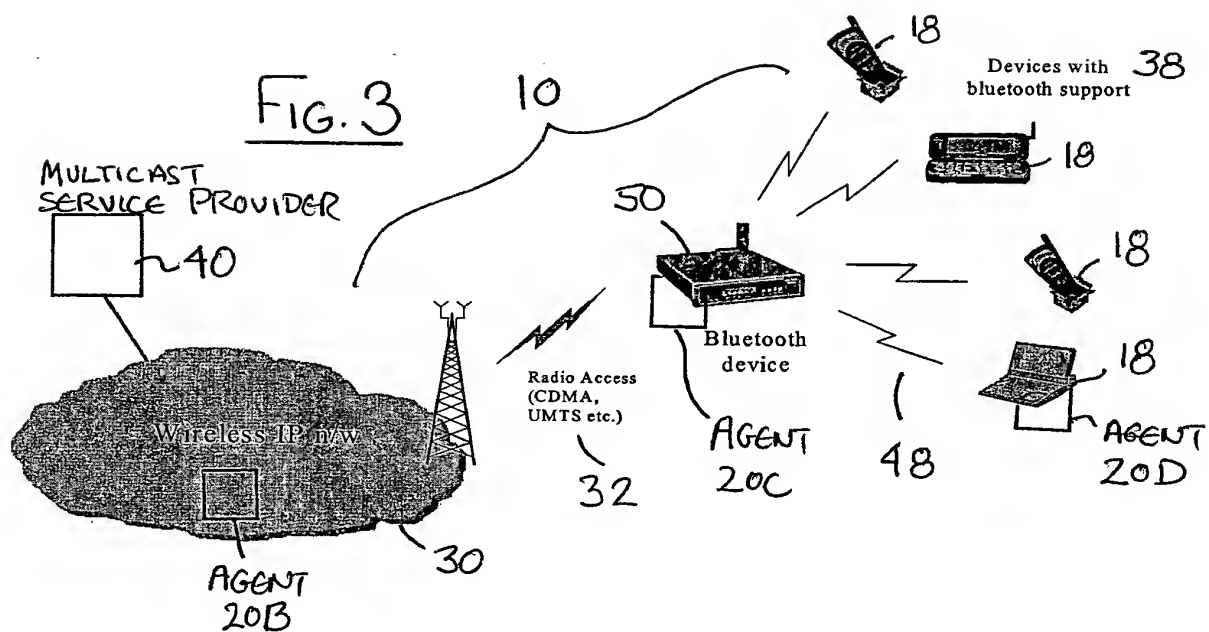 FIG. 3
10
18
Devices with
bluetooth support
38
18
MULTICAST
SERVICE PROVIDER
40
50
18
Bluetooth
device
18
Radio Access
(CDMA,
UMTS etc.)
32
Wireless IP n/w
AGENT
20C
48
AGENT
20D
30
AGENT
20B